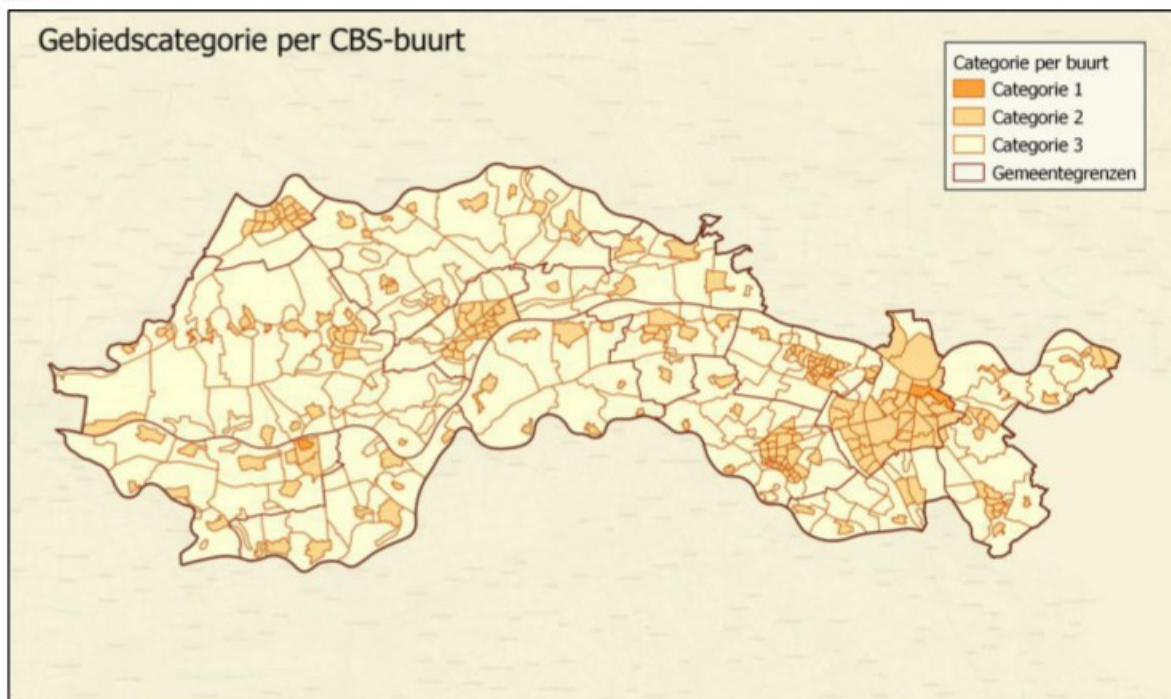 Gebiedscategorie per CBS-buurt
Categorie per buurt
Categorie 1
Categorie 2
Categorie 3
Gemeentegrenzen